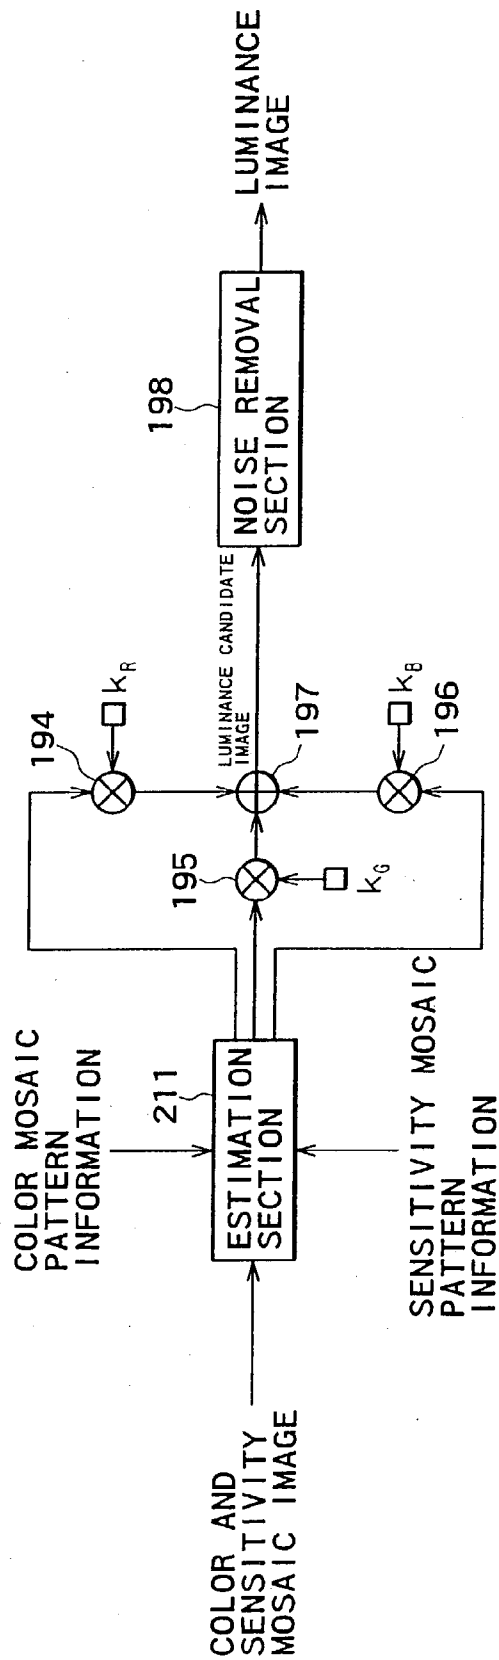 COLOR AND
SENSITIVITY
MOSAIC IMAGE
COLOR MOSAIC
PATTERN
INFORMATION
211
ESTIMATION
SECTION
SENSITIVITY MOSAIC
PATTERN
INFORMATION
194
kR
195
kG
196
kB
197
LUMINANCE CANDIDATE
IMAGE
198
NOISE REMOVAL
SECTION
LUMINANCE
IMAGE